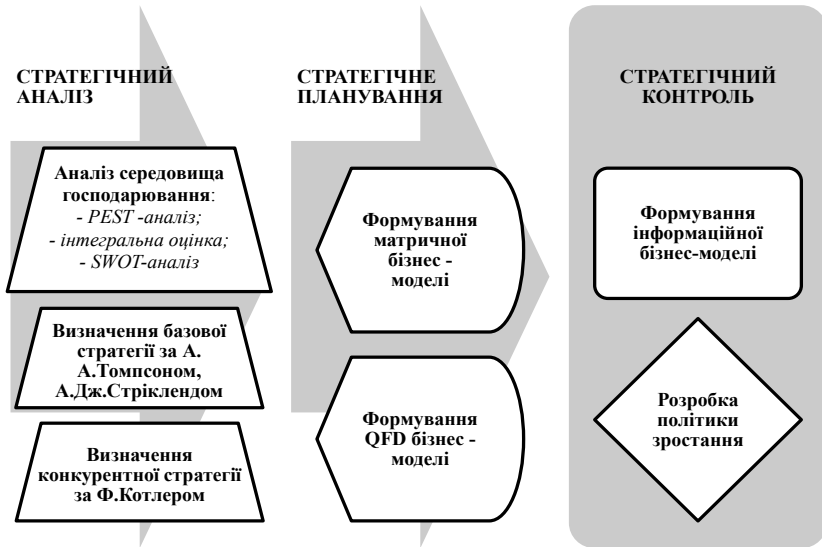 СТРАТЕГІЧНИЙ
АНАЛІЗ
Аналіз середовища
господарювання:
- PEST -аналіз;
- інтегральна оцінка;
- SWOT-аналіз
Визначення базової
стратегії за А.
А.Томпсоном,
А.Дж.Стріклендом
Визначення
конкурентної стратегії
за Ф.Котлером
СТРАТЕГІЧНЕ
ПЛАНУВАННЯ
Формування
матричної
бізнес -
моделі
Формування
QFD бізнес -
моделі
СТРАТЕГІЧНИЙ
КОНТРОЛЬ
Формування
інформаційної
бізнес-моделі
Розробка
політики
зростання